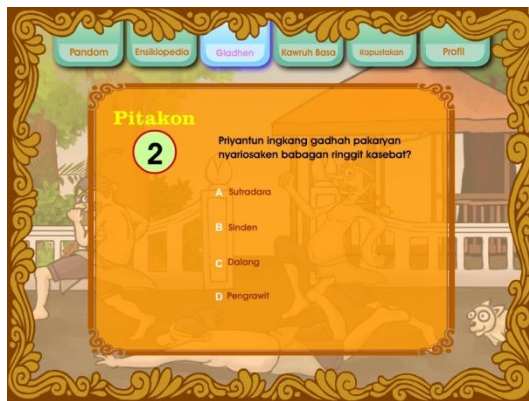 Pandom
Ensiklopedia
Gladhen
Kawruh Basa
Kapustakan
Profil
Pitakon
2
Priyantun ingkang gadhah pakaryan
nyariosaken babagan ringgit kasebat?
A Sutradara
B Sinden
C Dalang
D Pengrawit